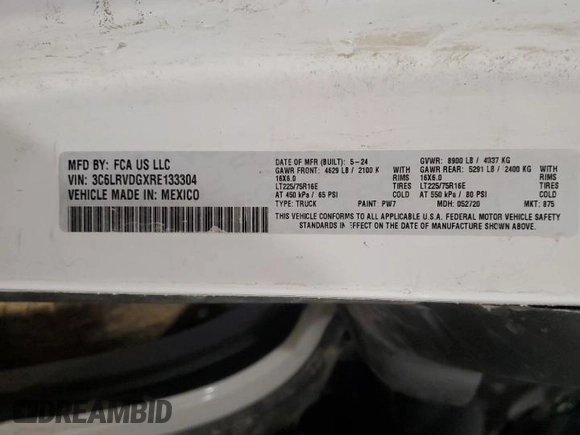 MFD BY: FCA US LLC
VIN: 3C6LRVDGXRE133304
VEHICLE MADE IN: MEXICO
DATE OF MFR (BUILT): 5-24 GVWR: 8900 LB / 4037 KG
GAWR FRONT: 4629 LB / 2100 K WITH GAWR REAR: 5291 LB / 2400 KG WITH
16X6.0 RIMS 16X6.0 RIMS
LT225/75R16E TIRES LT225/75R16E TIRES
AT 450 kPa / 65 PSI COLD AT 550 kPa / 80 PSI COLD
TYPE: TRUCK PAINT PW7 MDH: 052720 MKT: 875
THIS VEHICLE CONFORMS TO ALL APPLICABLE U.S.A. FEDERAL MOTOR VEHICLE SAFETY
STANDARDS IN EFFECT ON THE DATE OF MANUFACTURE SHOWN ABOVE.
DREAMBID